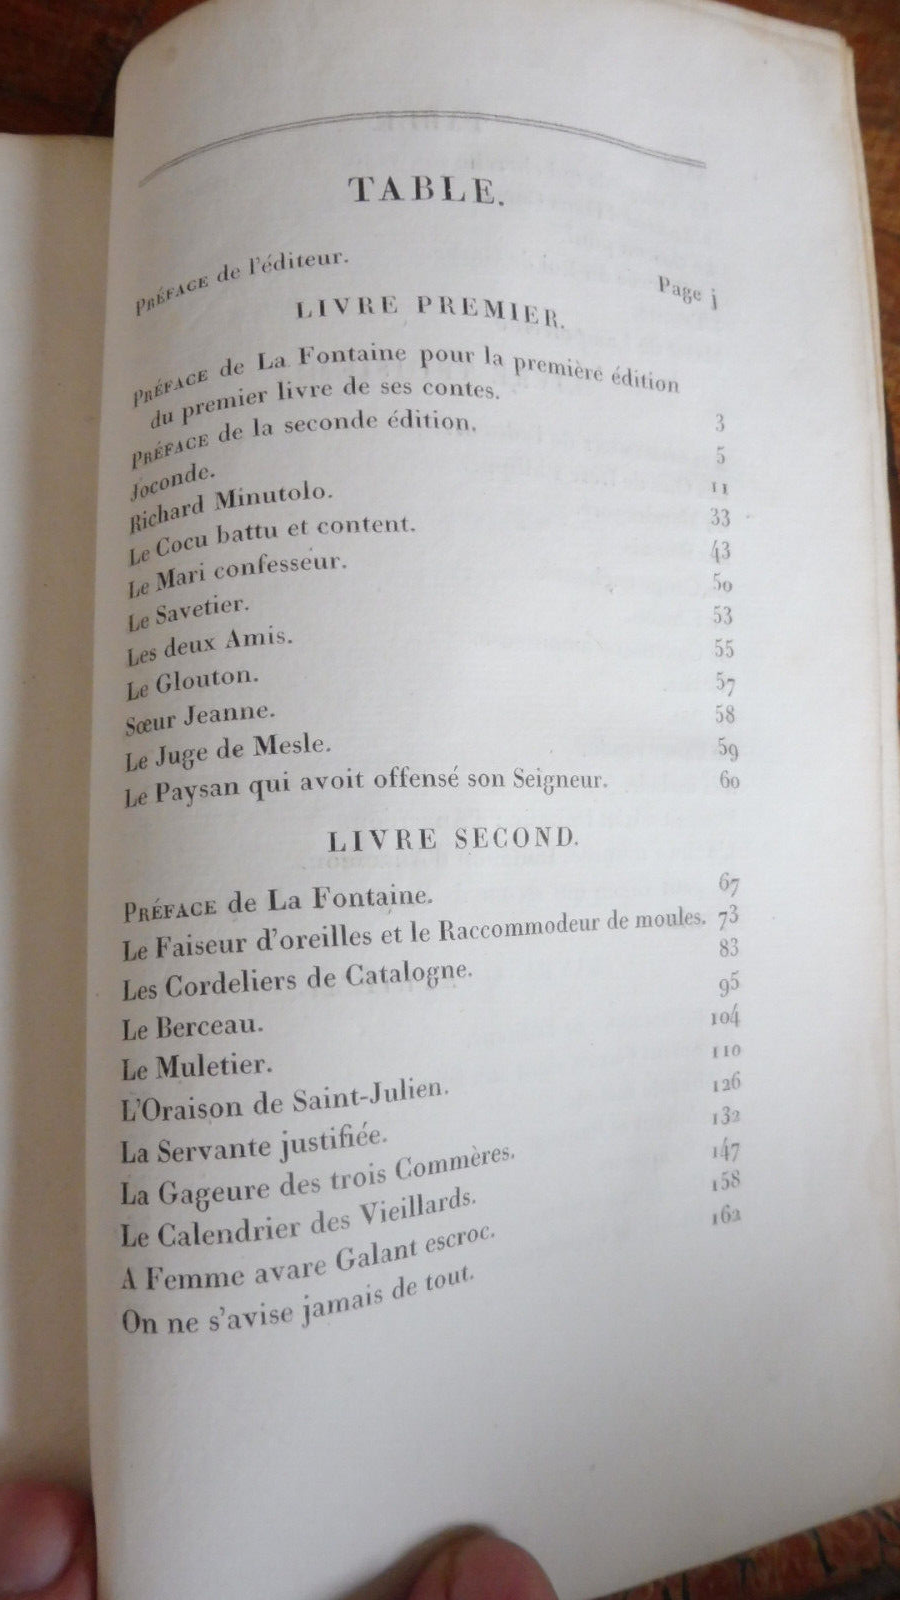 TABLE.
PRÉFACE de l'éditeur. Page j
LIVRE PREMIER.
PRÉFACE de La Fontaine pour la première édition
du premier livre de ses contes. 3
PRÉFACE de la seconde édition. 5
Joconde. 11
Richard Minutolo. 33
Le Cocu battu et content. 43
Le Mari confesseur. 50
Le Savetier. 53
Les deux Amis. 55
Le Glouton. 57
Sœur Jeanne. 58
Le Juge de Mesle. 59
Le Paysan qui avoit offensé son Seigneur. 60
LIVRE SECOND.
PRÉFACE de La Fontaine. 67
Le Faiseur d'oreilles et le Raccommodeur de moules. 73
Les Cordeliers de Catalogne. 83
Le Berceau. 95
Le Muletier. 104
L'Oraison de Saint-Julien. 110
La Servante justifiée. 126
La Gageure des trois Commères. 132
Le Calendrier des Vieillards. 147
A Femme avare Galant escroc. 158
On ne s'avise jamais de tout. 162